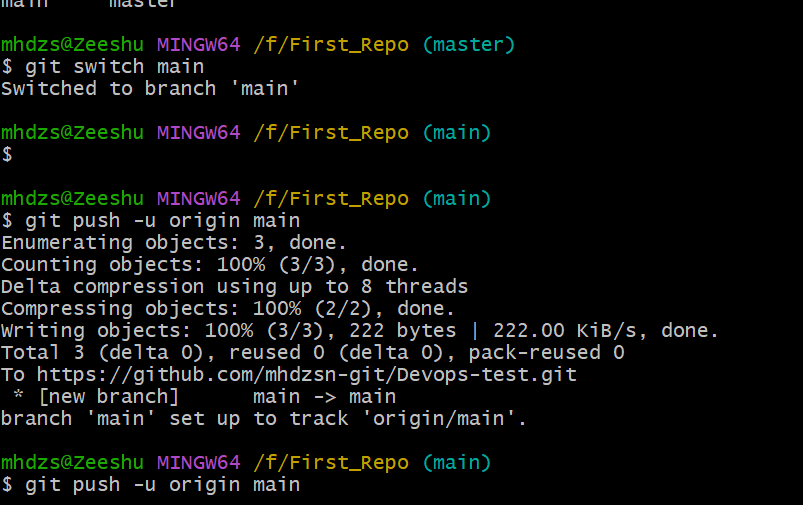 main     master
mhdzs@Zeeshu MINGW64 /f/First_Repo (master)
$ git switch main
Switched to branch 'main'
mhdzs@Zeeshu MINGW64 /f/First_Repo (main)
$
mhdzs@Zeeshu MINGW64 /f/First_Repo (main)
$ git push -u origin main
Enumerating objects: 3, done.
Counting objects: 100% (3/3), done.
Delta compression using up to 8 threads
Compressing objects: 100% (2/2), done.
Writing objects: 100% (3/3), 222 bytes | 222.00 KiB/s, done.
Total 3 (delta 0), reused 0 (delta 0), pack-reused 0
To https://github.com/mhdzsn-git/Devops-test.git
 * [new branch]      main -> main
branch 'main' set up to track 'origin/main'.
mhdzs@Zeeshu MINGW64 /f/First_Repo (main)
$ git push -u origin main